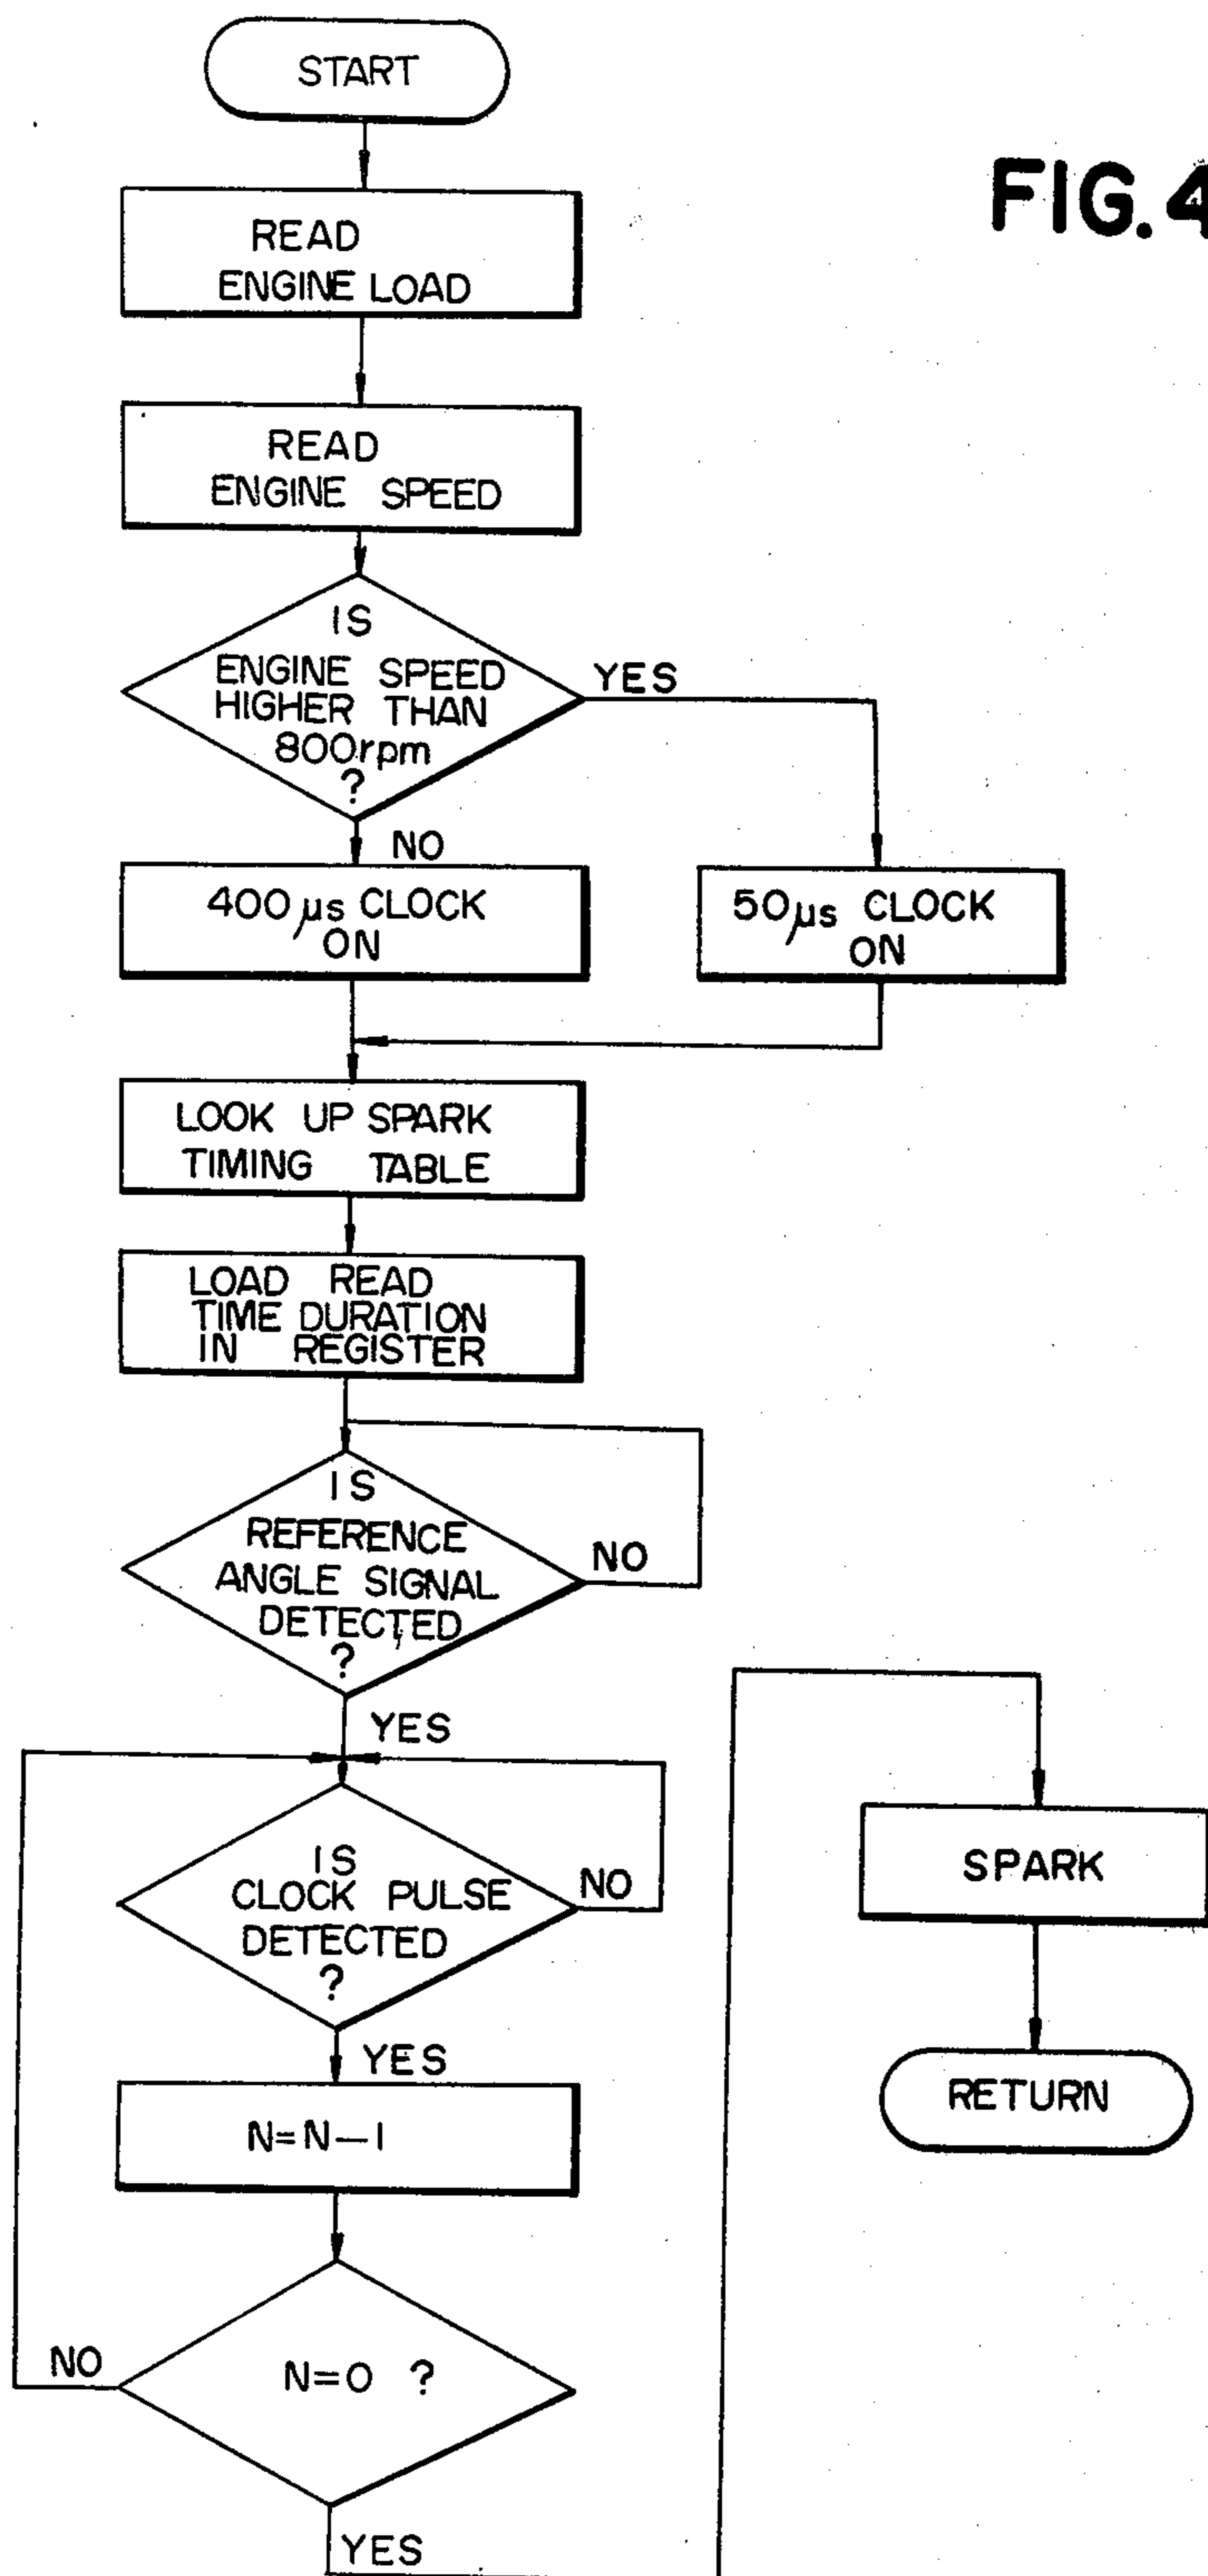 START
FIG. 4
READ
ENGINE LOAD
READ
ENGINE SPEED
IS
ENGINE SPEED
HIGHER THAN
800rpm
?
YES
NO
400μs CLOCK
ON
50μs CLOCK
ON
LOOK UP SPARK
TIMING TABLE
LOAD READ
TIME DURATION
IN REGISTER
IS
REFERENCE
ANGLE SIGNAL
DETECTED
?
NO
YES
IS
CLOCK PULSE
DETECTED
?
NO
YES
N=N-1
N=0 ?
NO
YES
SPARK
RETURN